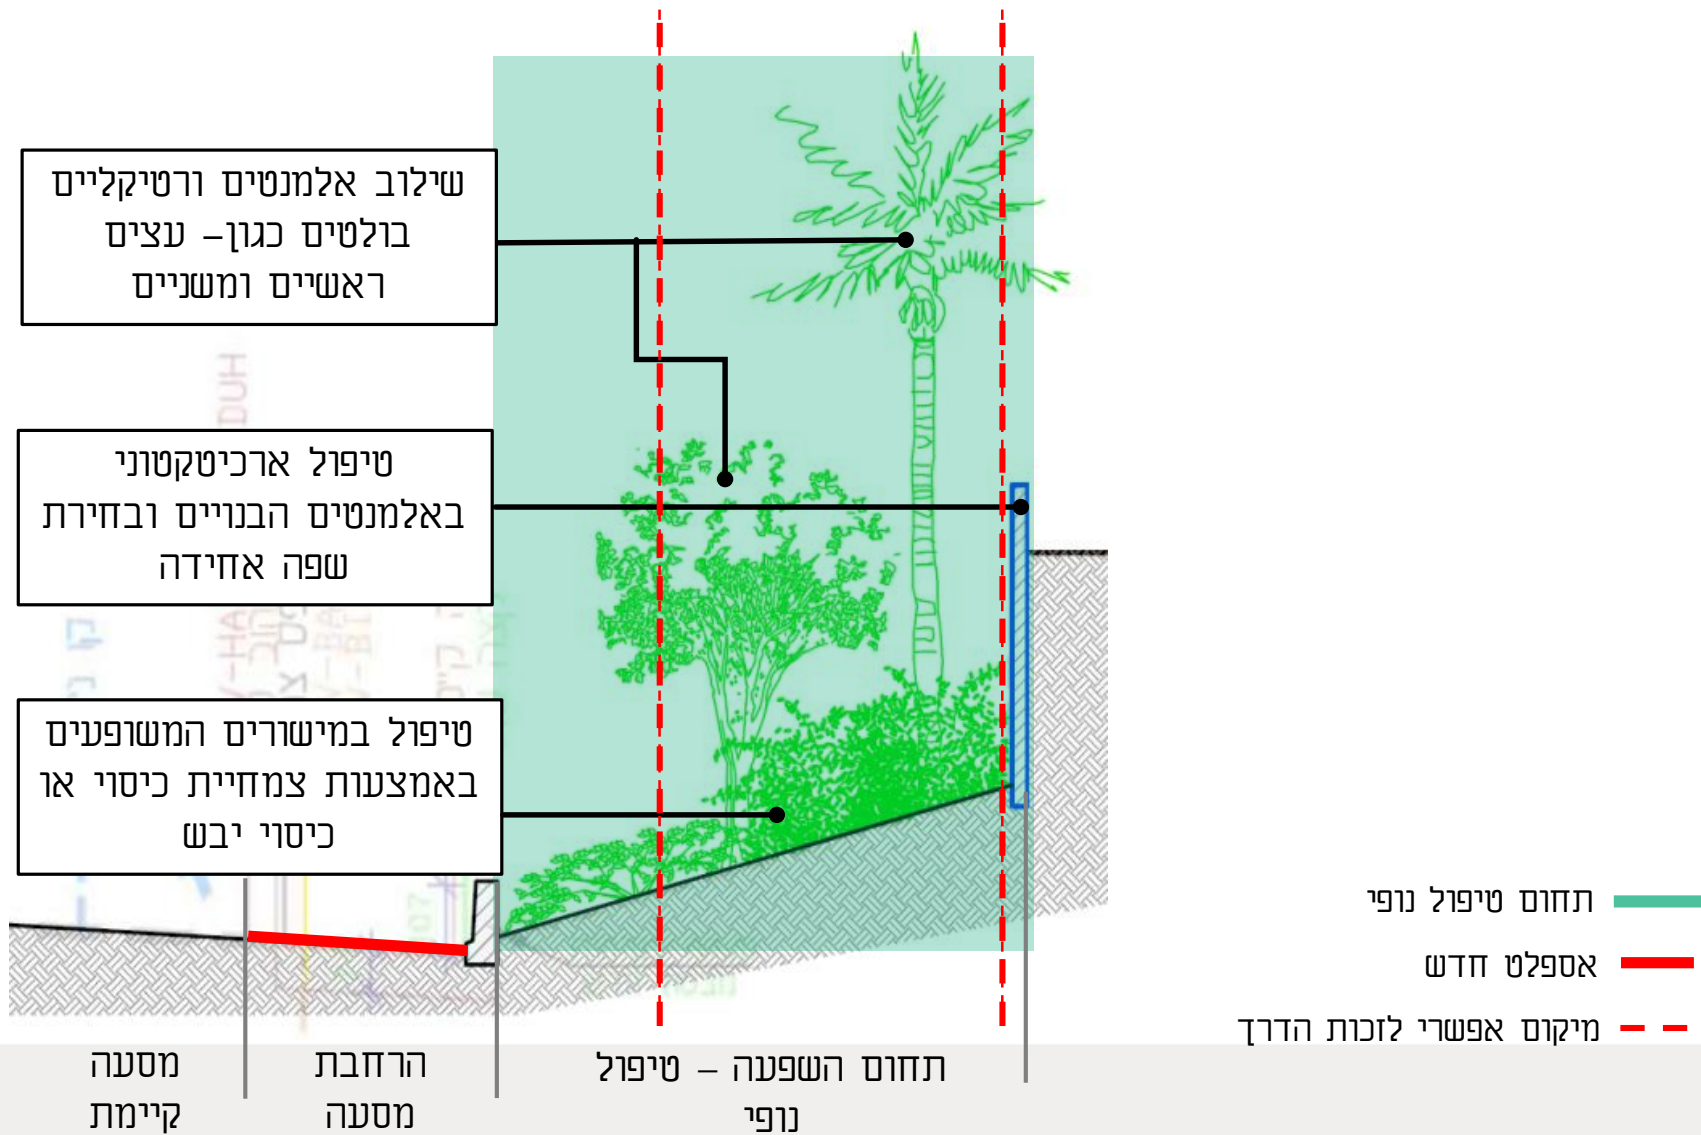 שילוב אלמנטים ורטיקליים
בולטים כגון– עצים
ראשיים ומשניים
DUH
טיפול ארכיטקטוני
באלמנטים הבנויים ובחירת
שפה אחידה
טיפול במישורים המשופעים
באמצעות צמחיית כיסוי או
כיסוי יבש
תחום טיפול נופי
אספלט חדש
מיקום אפשרי לזכות הדרך
תחום השפעה – טיפול
נופי
הרחבת
מסעה
מסעה
קיימת